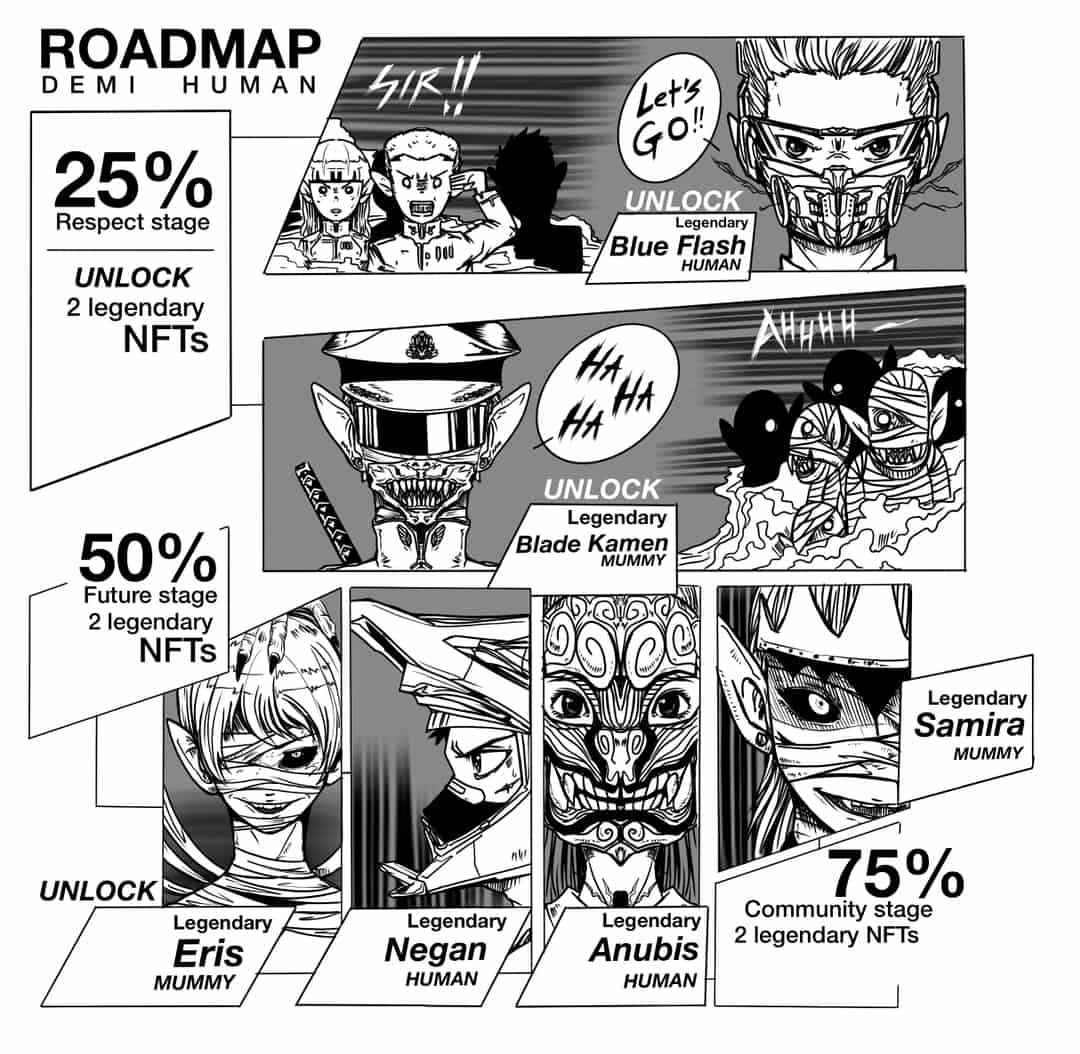 ROADMAP
DEMI HUMAN
25%
Respect stage
UNLOCK
2 legendary
NFTs
SIR!!
Let's
GO!!
UNLOCK
Legendary
Blue Flash
HUMAN
HA
HA
HA
AHHHH
UNLOCK
Legendary
Blade Kamen
MUMMY
50%
Future stage
2 legendary
NFTs
UNLOCK
Legendary
Eris
MUMMY
Legendary
Negan
HUMAN
Legendary
Anubis
HUMAN
Legendary
Samira
MUMMY
75%
Community stage
2 legendary NFTs